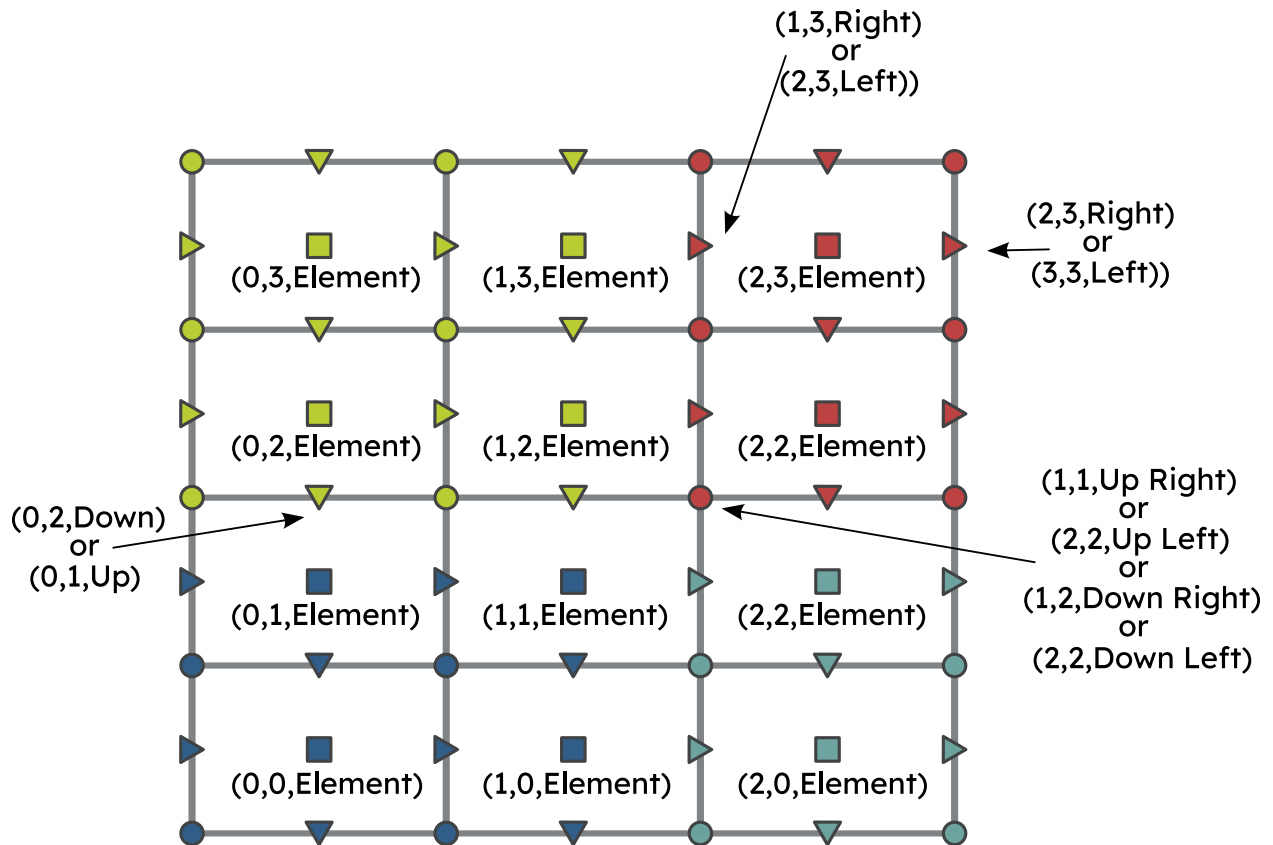 (1,3,Right)
or
(2,3,Left))
(2,3,Right)
or
(3,3,Left))
(0,3,Element)
(1,3,Element)
(2,3,Element)
(0,2,Element)
(1,2,Element)
(2,2,Element)
(0,2,Down)
or
(0,1,Up)
(1,1,Up Right)
or
(2,2,Up Left)
or
(1,2,Down Right)
or
(2,2,Down Left)
(0,1,Element)
(1,1,Element)
(2,2,Element)
(0,0,Element)
(1,0,Element)
(2,0,Element)